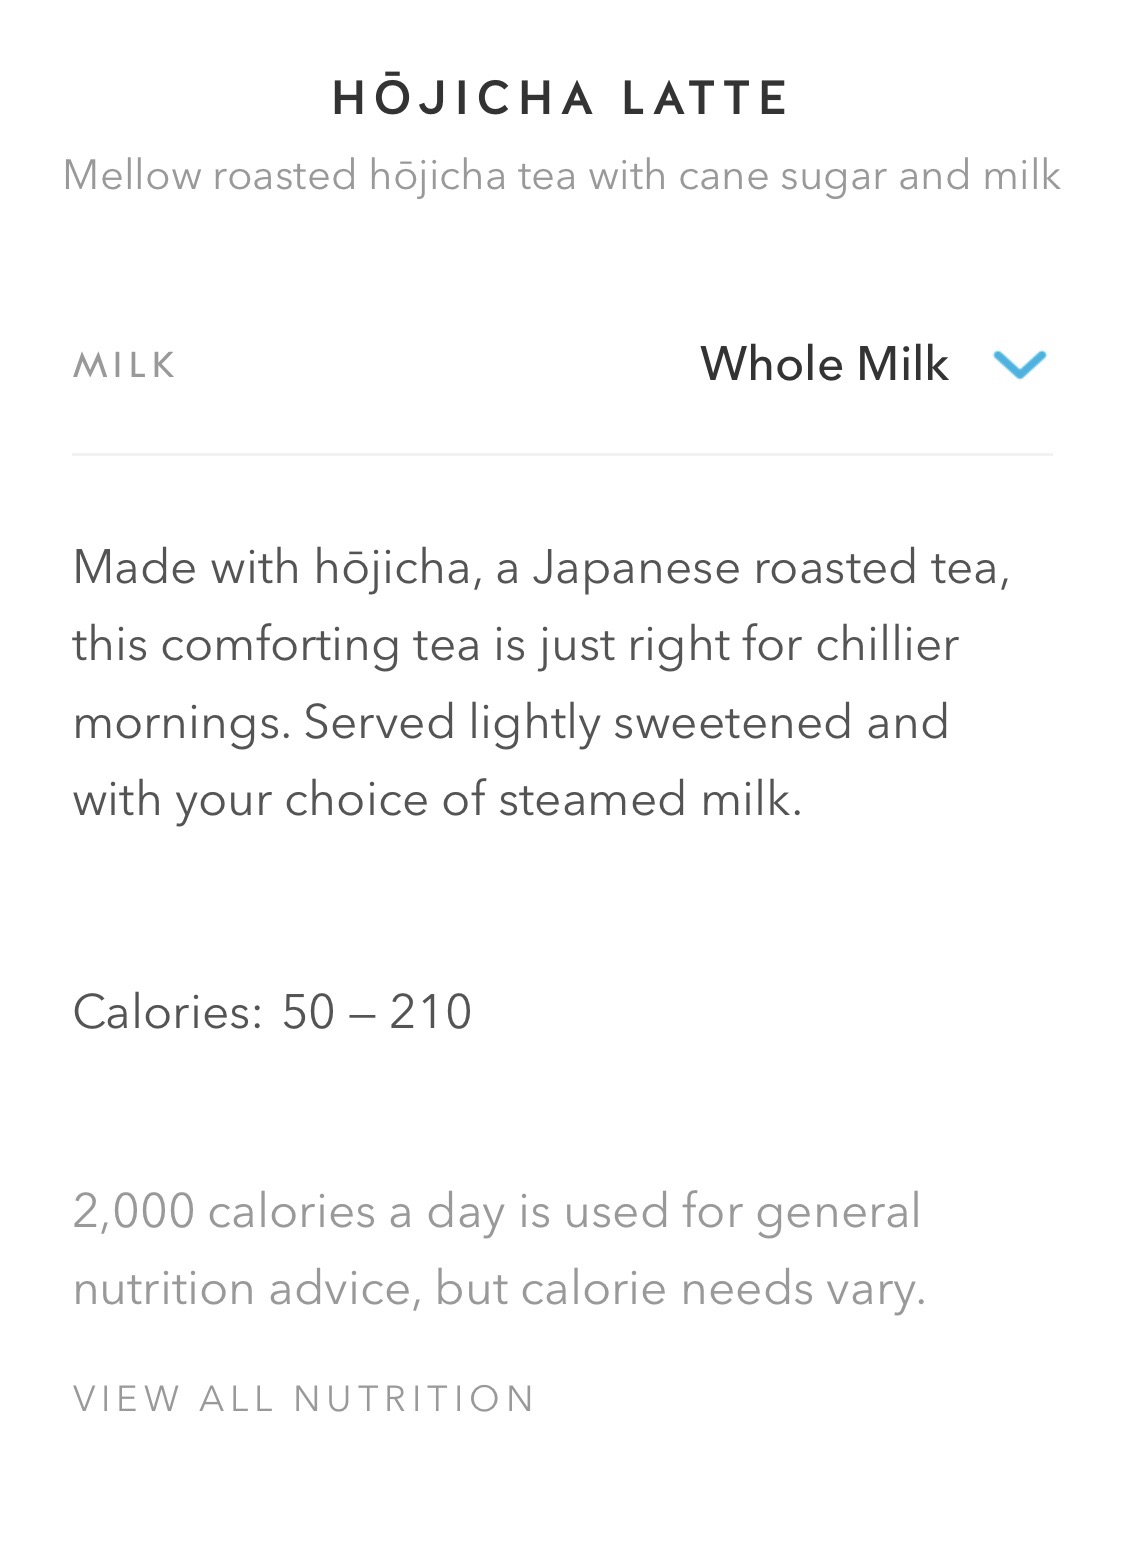 HŌJICHA LATTE
Mellow roasted hōjicha tea with cane sugar and milk
MILK
Whole Milk
Made with hōjicha, a Japanese roasted tea,
this comforting tea is just right for chillier
mornings. Served lightly sweetened and
with your choice of steamed milk.
Calories: 50 – 210
2,000 calories a day is used for general
nutrition advice, but calorie needs vary.
VIEW ALL NUTRITION